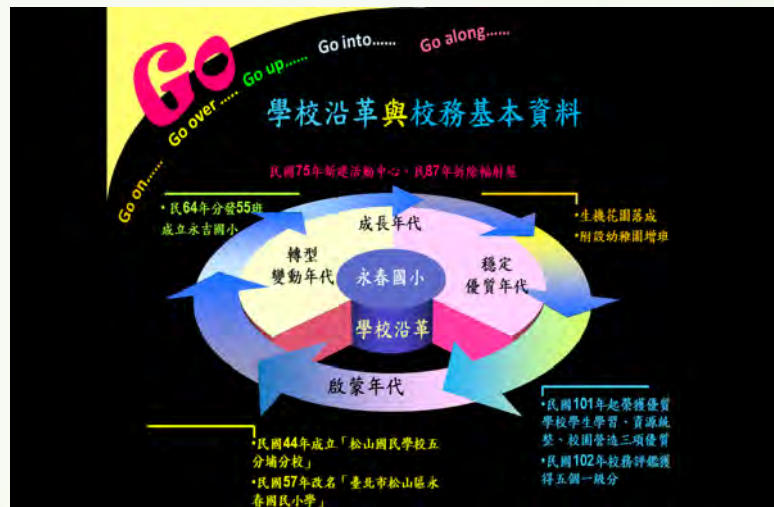 Go
Go on......
Go over .....
Go up......
Go into......
Go along......
學校沿革與校務基本資料
民國75年新建活動中心，民87年拆除輻射屋
•民64年分發55班
成立永吉國小
成長年代
•生機花園落成
•附設幼稚園增班
轉型
變動年代
永春國小
穩定
優質年代
學校沿革
啟蒙年代
•民國44年成立「松山國民學校五
分埔分校」
•民國57年改名「臺北市松山區永
春國民小學」
•民國101年起榮獲優質
學校學生學習、資源統
整、校園營造三項優質
•民國102年校務評鑑獲
得五個一級分